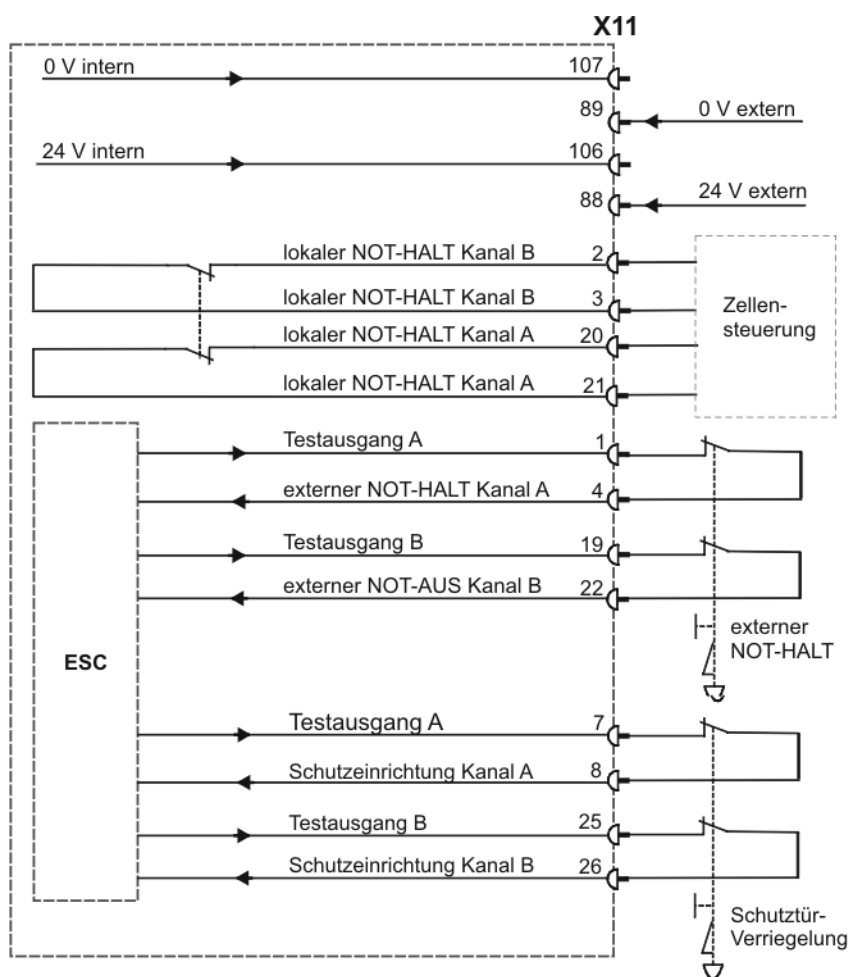 X11
0 V intern 107
89 0 V extern
24 V intern 106
88 24 V extern
lokaler NOT-HALT Kanal B 2
lokaler NOT-HALT Kanal B 3
lokaler NOT-HALT Kanal A 20
lokaler NOT-HALT Kanal A 21
Zellen-
steuerung
Testausgang A 1
externer NOT-HALT Kanal A 4
Testausgang B 19
externer NOT-AUS Kanal B 22
externer
NOT-HALT
ESC
Testausgang A 7
Schutzeinrichtung Kanal A 8
Testausgang B 25
Schutzeinrichtung Kanal B 26
Schutztür-
Verriegelung